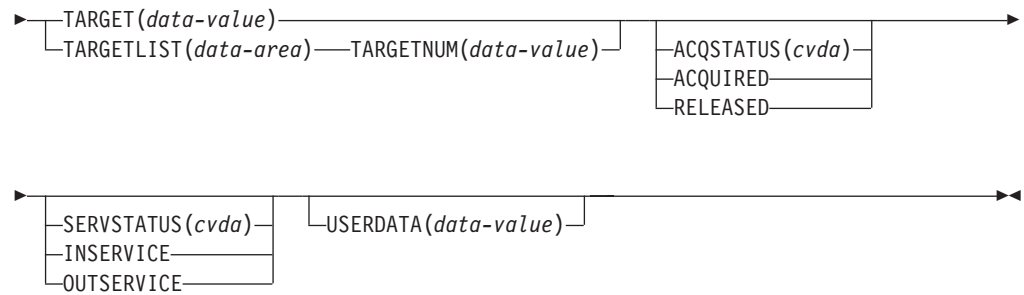 TARGET(data-value)
TARGETLIST(data-area) TARGETNUM(data-value)
ACQSTATUS(cvda)
ACQUIRED
RELEASED
SERVSTATUS(cvda)
INSERVICE
OUTSERVICE
USERDATA(data-value)